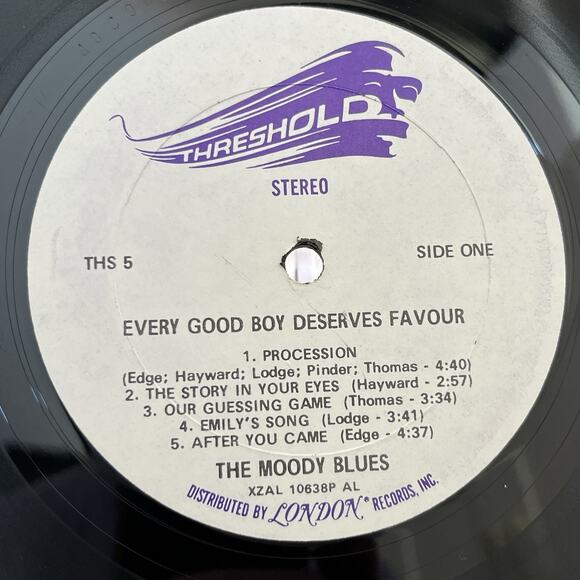 THRESHOLD
STEREO
THS 5
SIDE ONE
EVERY GOOD BOY DESERVES FAVOUR
1. PROCESSION
(Edge; Hayward; Lodge; Pinder; Thomas - 4:40)
2. THE STORY IN YOUR EYES (Hayward - 2:57)
3. OUR GUESSING GAME (Thomas - 3:34)
4. EMILY'S SONG (Lodge - 3:41)
5. AFTER YOU CAME (Edge - 4:37)
THE MOODY BLUES
XZAL 10638P AL
DISTRIBUTED BY LONDON® RECORDS, INC.